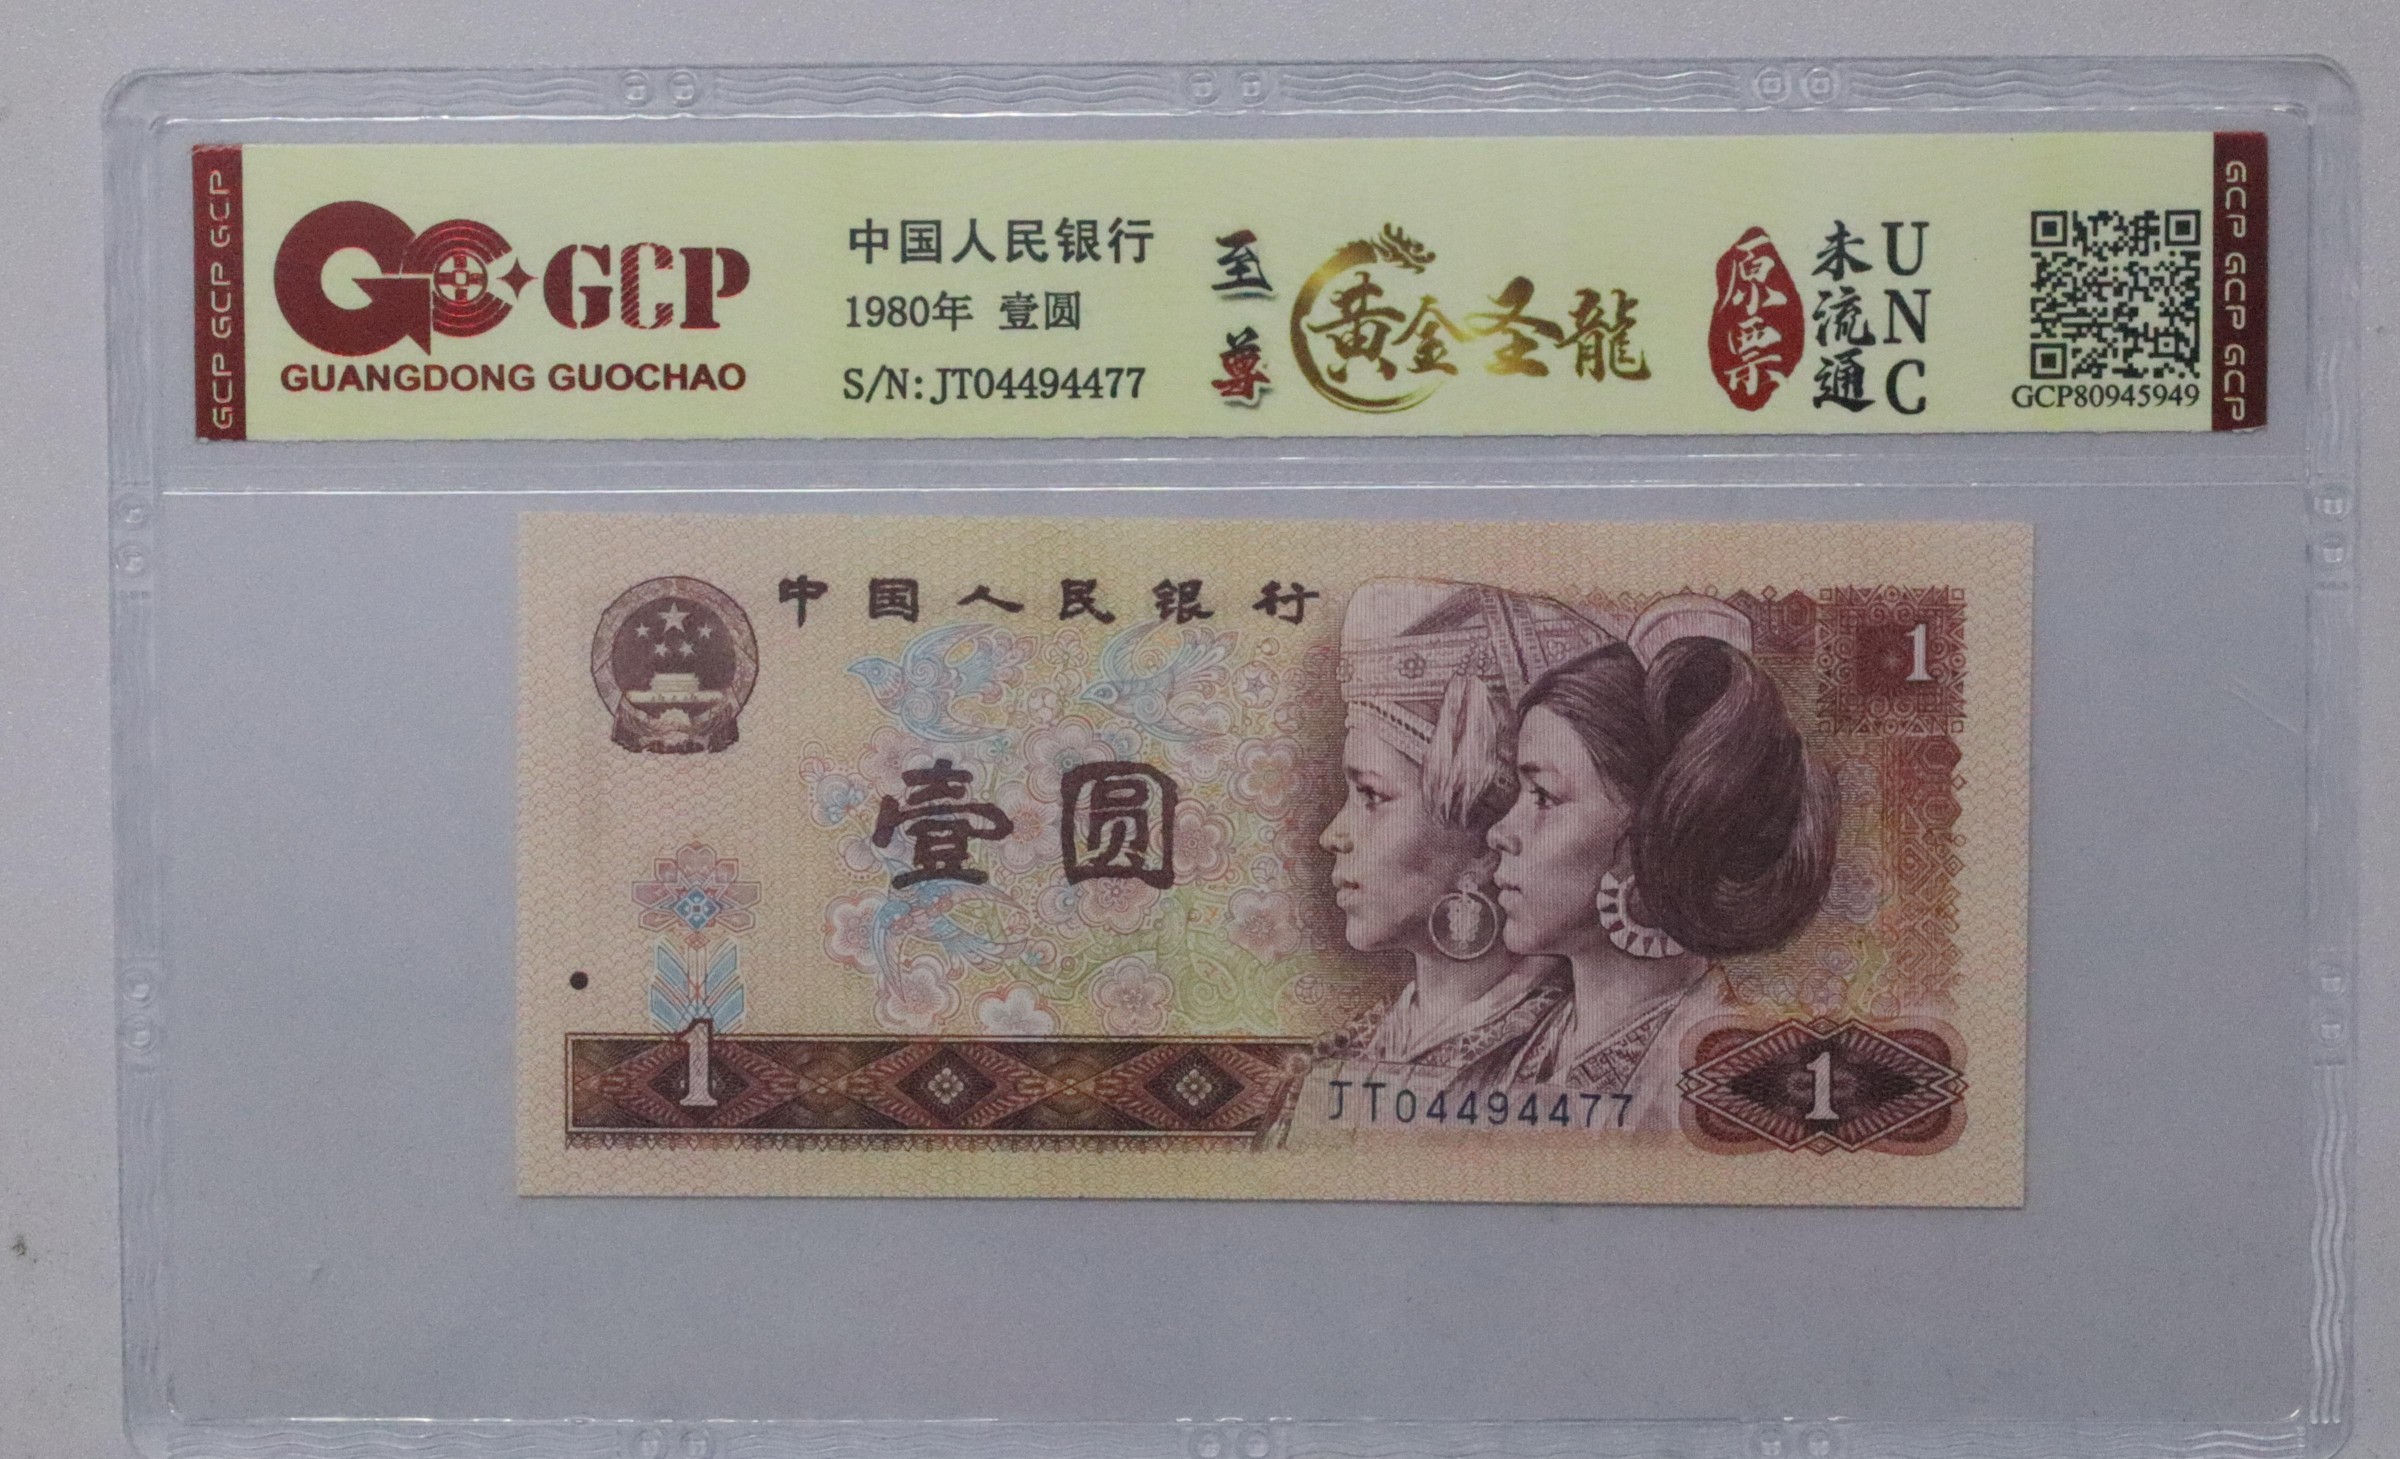 GCP GCP GCP
GCP
GUANGDONG GUOCHAO
中国人民银行
1980年 壹圆
S/N: JT04494477
至尊
黄金圣龍
原票
未流通
UNC
GCP80945949
GCP GCP GCP
中国人民银行
1
壹圆
1
JT04494477
1